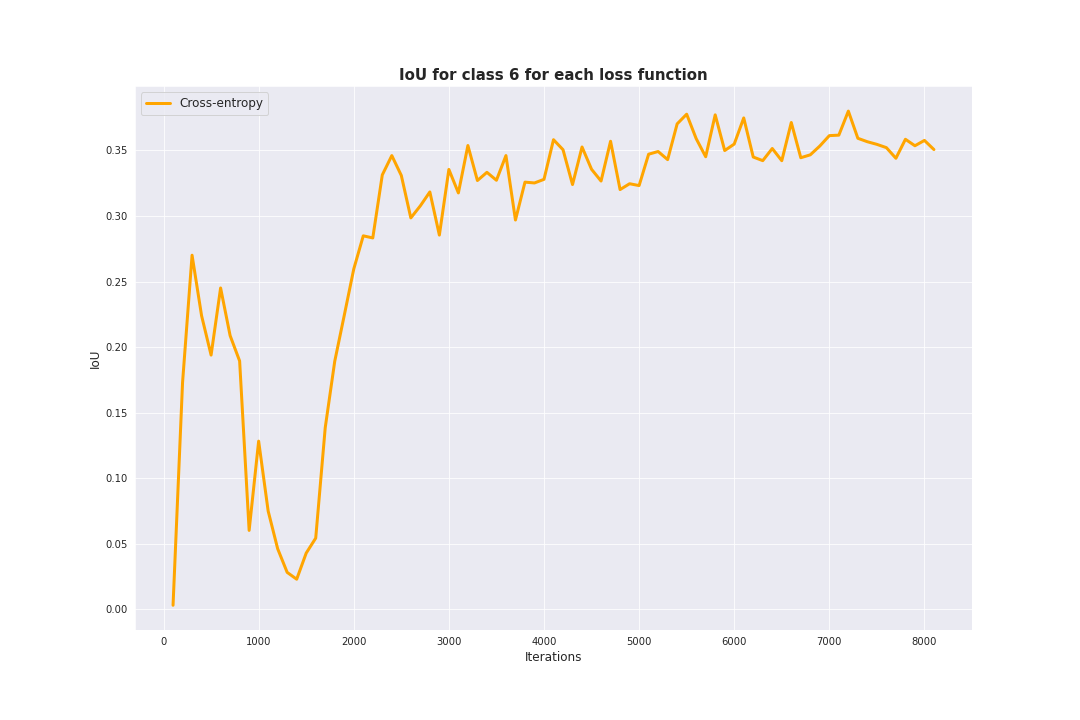 IoU for class 6 for each loss function
Cross-entropy
0.35
0.30
0.25
0.20
IoU
0.15
0.10
0.05
0.00
0 1000 2000 3000 4000 5000 6000 7000 8000
Iterations